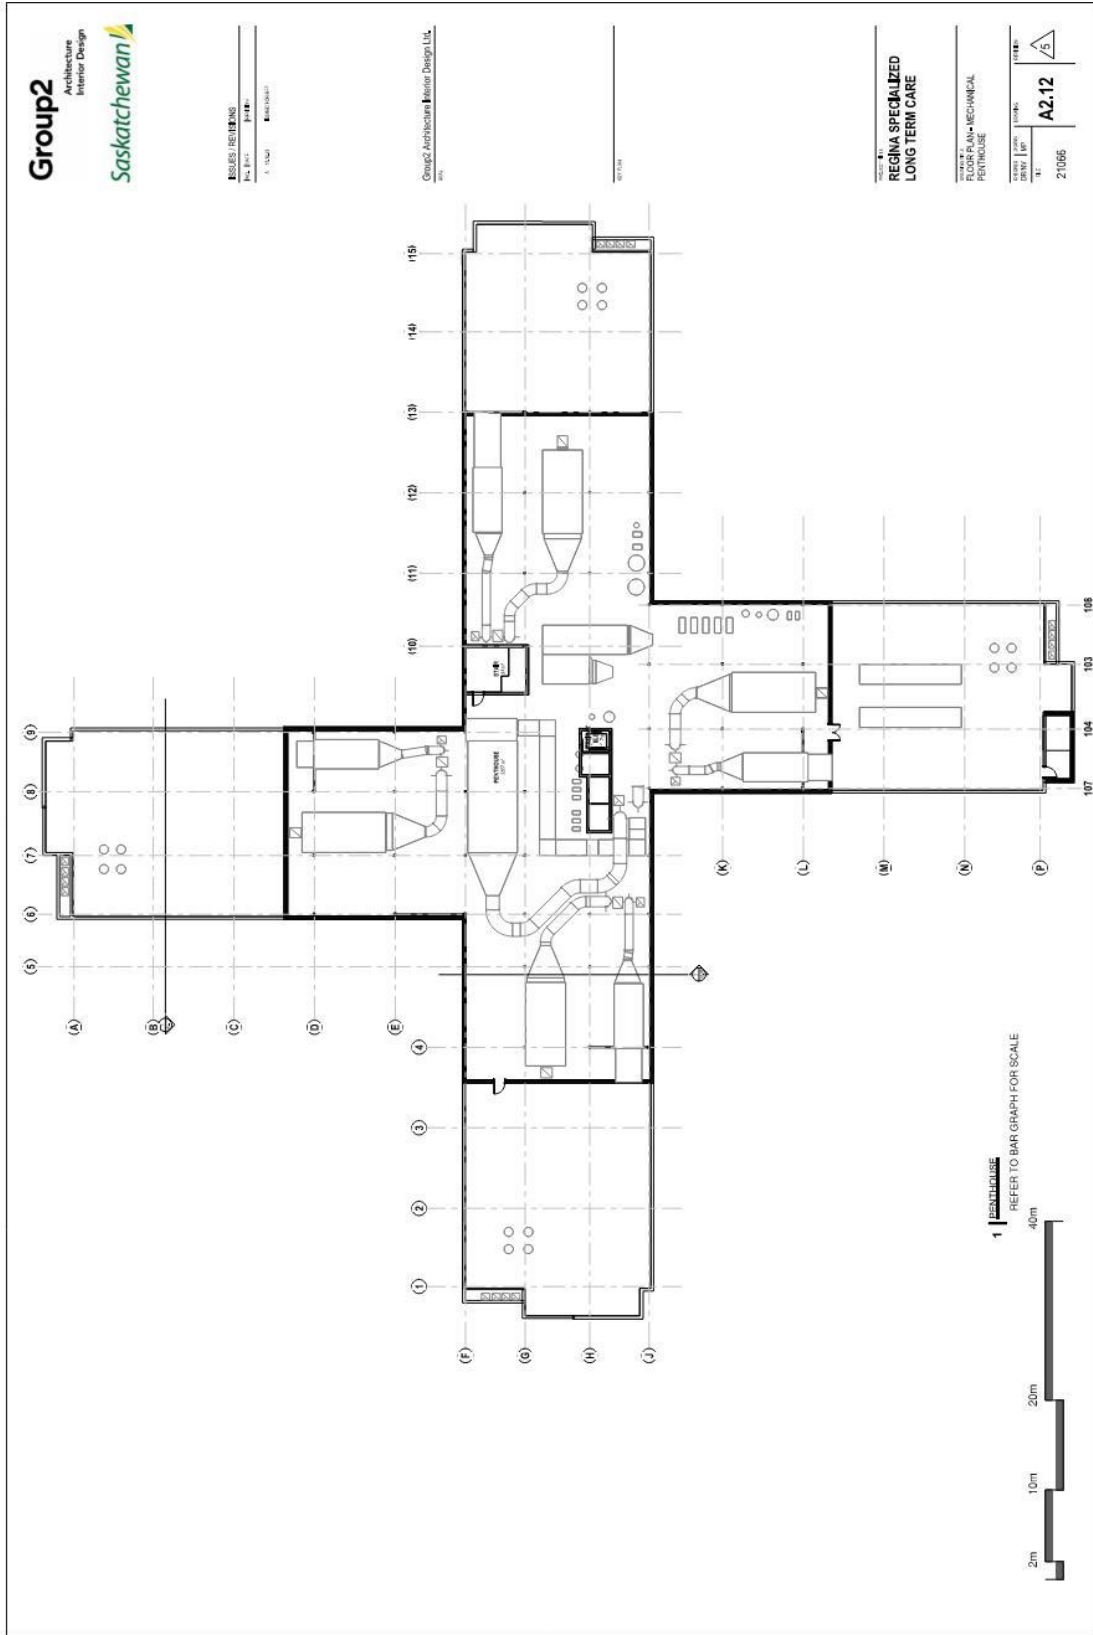 Group2
Architecture
Interior Design
Saskatchewan
ISSUES / REVISIONS
Group2 Architecture Interior Design Ltd.
REGINA SPECIALIZED
LONG TERM CARE
FLOOR PLAN - MECHANICAL
PENTHOUSE
21066
A2.12
5
A
B
C
D
E
F
G
H
J
K
L
M
N
P
1
2
3
4
5
6
7
8
9
10
11
12
13
14
15
108
103
104
107
STAIR
PENTHOUSE
1 PENTHOUSE
REFER TO BAR GRAPH FOR SCALE
2m 10m 20m 40m